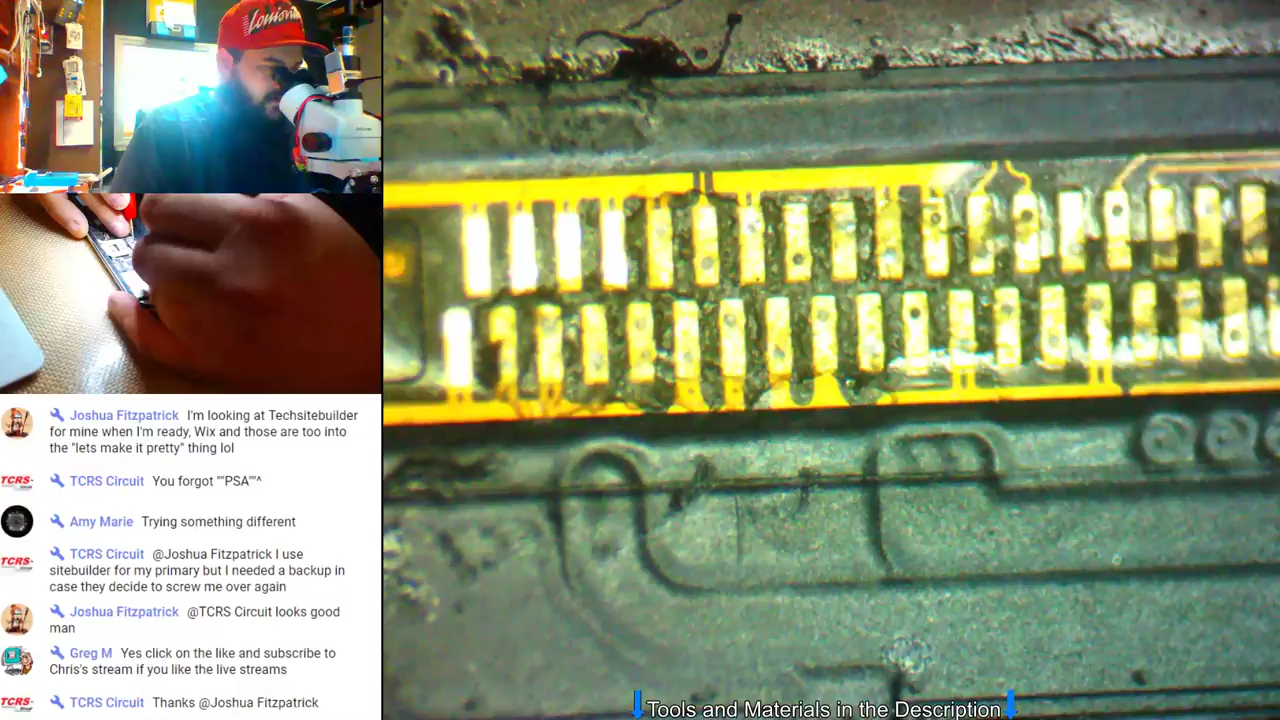 Louisville
Joshua Fitzpatrick I'm looking at Techsitebuilder
for mine when I'm ready, Wix and those are too into
the "lets make it pretty" thing lol
TCRS Circuit You forgot ""PSA""^
Amy Marie Trying something different
TCRS Circuit @Joshua Fitzpatrick I use
sitebuilder for my primary but I needed a backup in
case they decide to screw me over again
Joshua Fitzpatrick @TCRS Circuit looks good
man
Greg M Yes click on the like and subscribe to
Chris's stream if you like the live streams
TCRS Circuit Thanks @Joshua Fitzpatrick
TCRS-
TCRS-
TCRS-
Tools and Materials in the Description